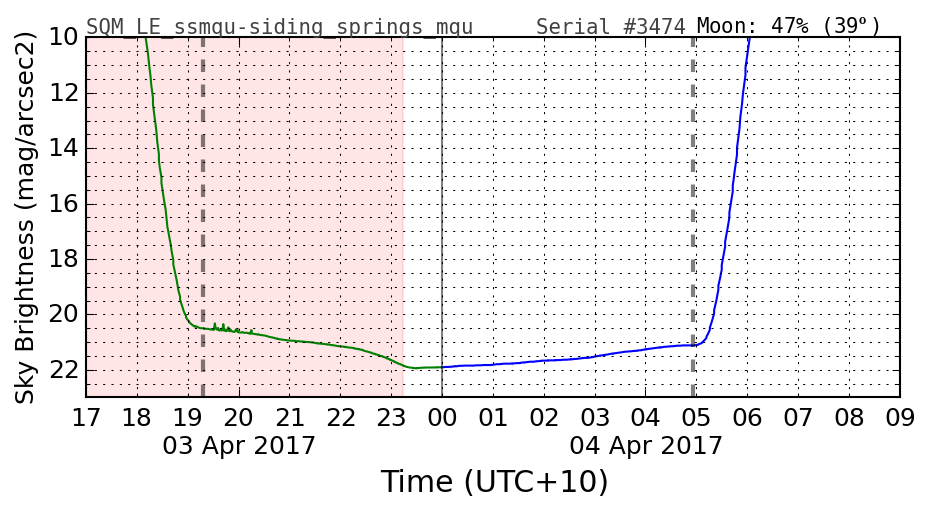 SQM_LE_ssmqu-siding_springs_mqu Serial #3474 Moon: 47% (39°)
Sky Brightness (mag/arcsec2)
10
12
14
16
18
20
22
17 18 19 20 21 22 23 00 01 02 03 04 05 06 07 08 09
03 Apr 2017 04 Apr 2017
Time (UTC+10)